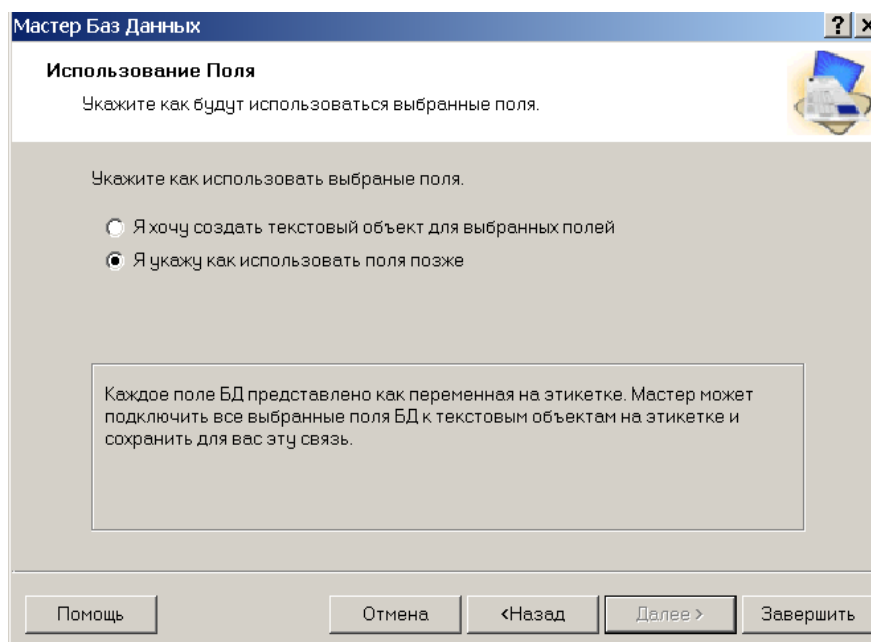 Мастер Баз Данных
Использование Поля
Укажите как будут использоваться выбранные поля.
Укажите как использовать выбраные поля.
Я хочу создать текстовый объект для выбранных полей
Я укажу как использовать поля позже
Каждое поле БД представлено как переменная на этикетке. Мастер может
подключить все выбранные поля БД к текстовым объектам на этикетке и
сохранить для вас эту связь.
Помощь Отмена <Назад Далее > Завершить